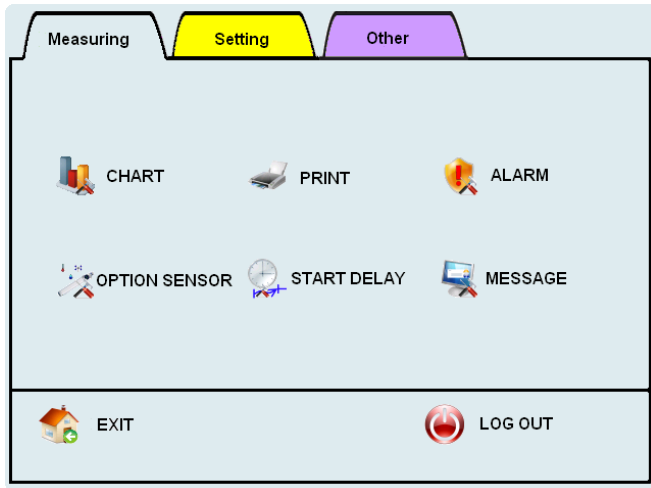 Measuring Setting Other
CHART PRINT ALARM
OPTION SENSOR START DELAY MESSAGE
EXIT LOG OUT